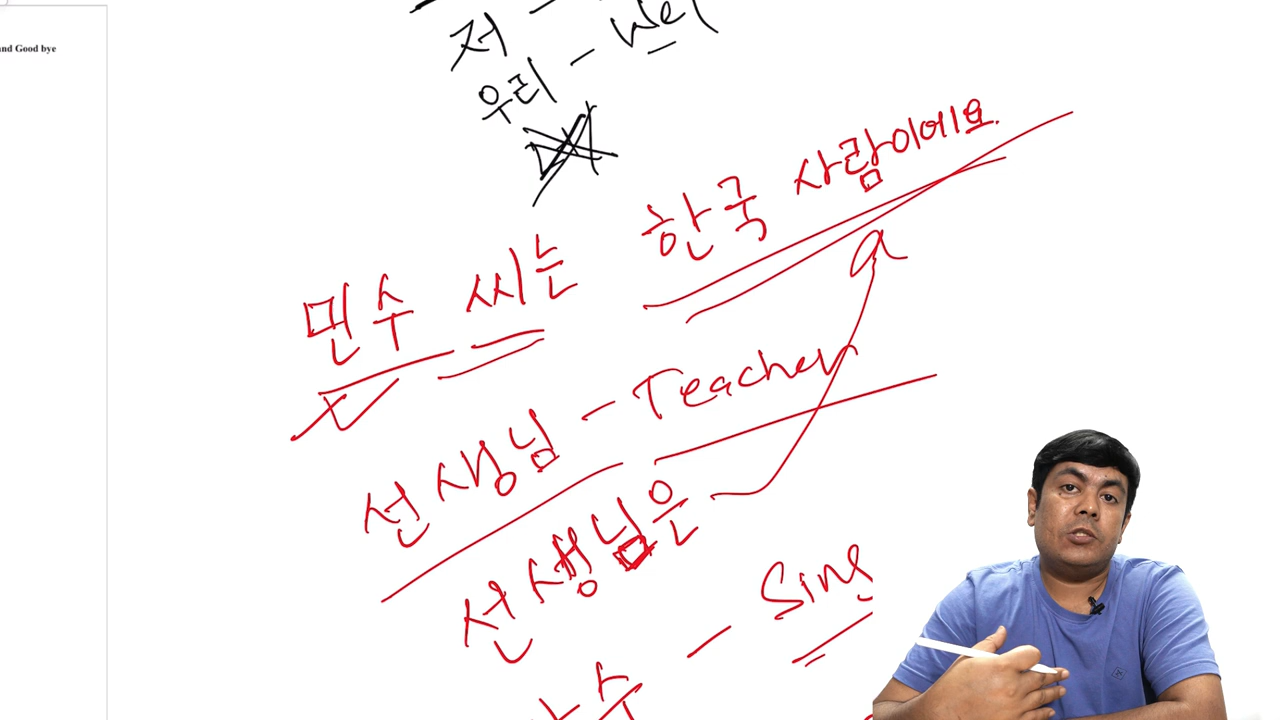 and Good bye
저
우리 - We
민수 씨는 한국 사람이에요.
a
선생님 - Teacher
선생님은
수 - Sing